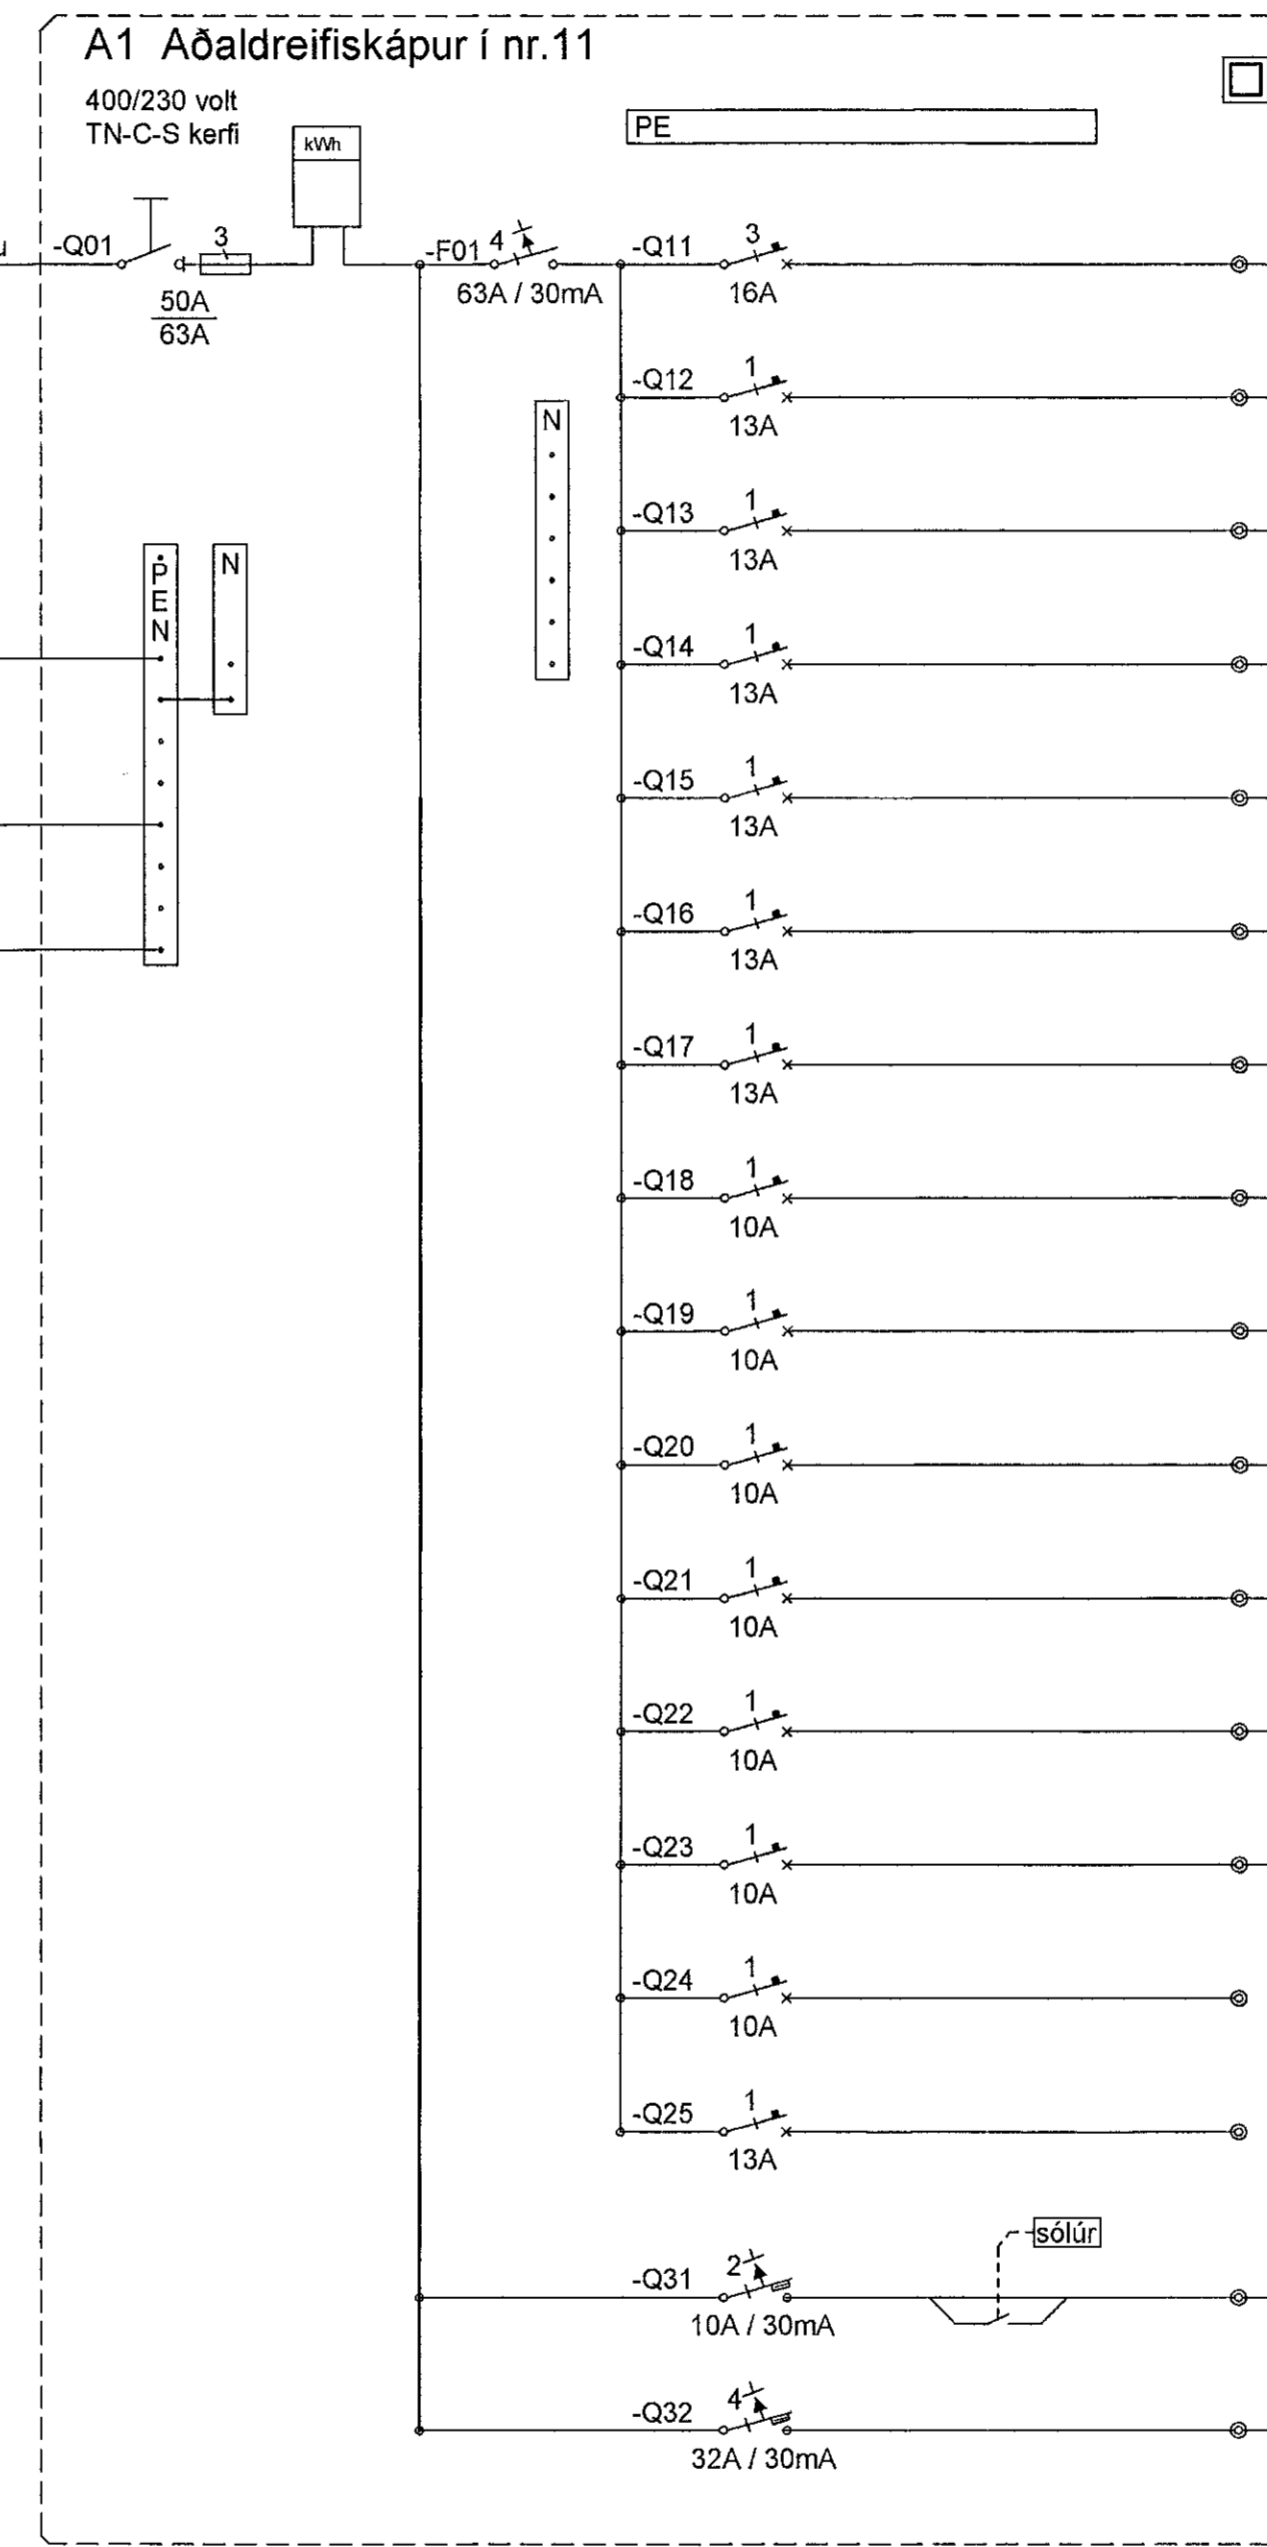 A1 Aðaldreifiskápur í nr.11
400/230 volt
TN-C-S kerfi
kWh
PE
-Q01
3
50A
63A
-F01
4
63A / 30mA
-Q11
3
16A
-Q12
1
13A
N
-Q13
1
13A
PEN
N
-Q14
1
13A
-Q15
1
13A
-Q16
1
13A
-Q17
1
13A
-Q18
1
10A
-Q19
1
10A
-Q20
1
10A
-Q21
1
10A
-Q22
1
10A
-Q23
1
10A
-Q24
1
10A
-Q25
1
13A
sólúr
-Q31
2
10A / 30mA
-Q32
4
32A / 30mA